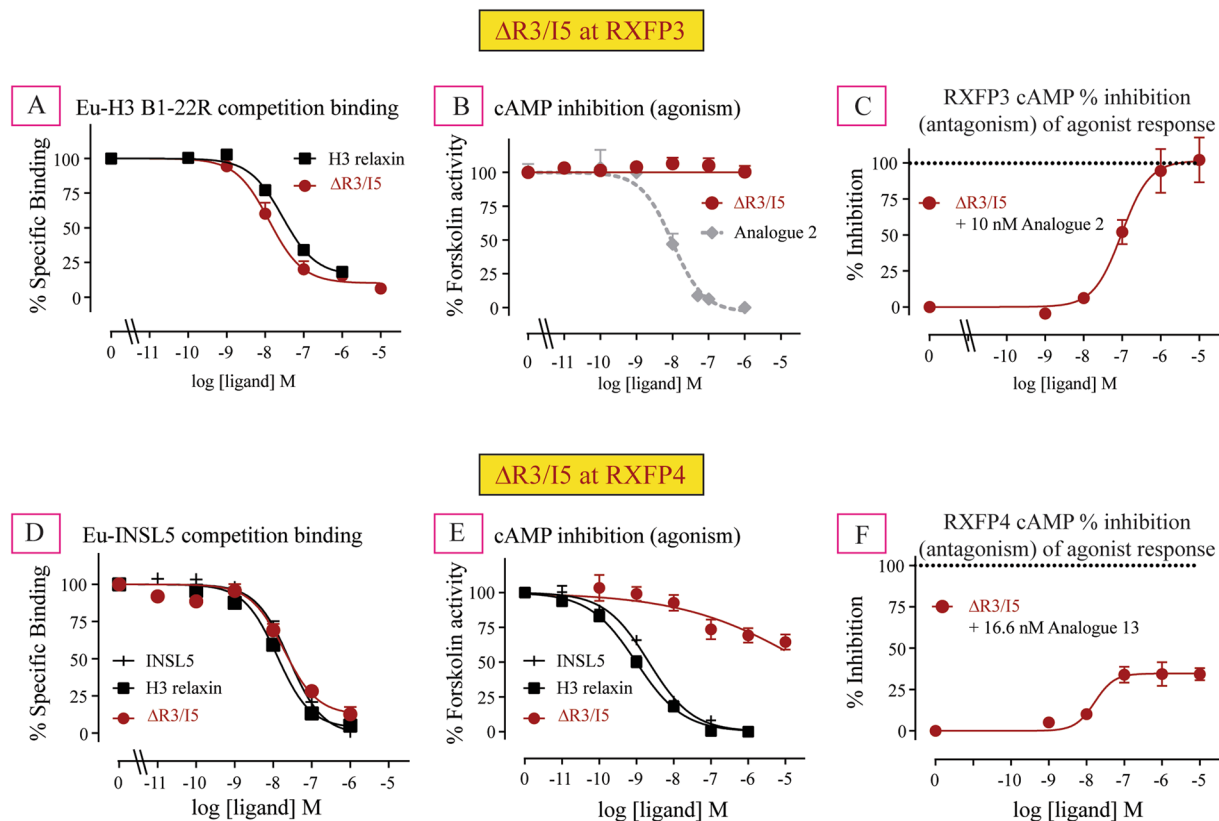 ΔR3/I5 at RXFP3
A
Eu-H3 B1-22R competition binding
% Specific Binding
100
75
50
25
0
H3 relaxin
ΔR3/I5
0 -11 -10 -9 -8 -7 -6 -5
log [ligand] M
B
cAMP inhibition (agonism)
% Forskolin activity
100
75
50
25
0
ΔR3/I5
Analogue 2
0 -11 -10 -9 -8 -7 -6 -5
log [ligand] M
C
RXFP3 cAMP % inhibition
(antagonism) of agonist response
% Inhibition
100
75
50
25
0
ΔR3/I5
+ 10 nM Analogue 2
0 -9 -8 -7 -6 -5
log [ligand] M
ΔR3/I5 at RXFP4
D
Eu-INSL5 competition binding
% Specific Binding
100
75
50
25
0
INSL5
H3 relaxin
ΔR3/I5
0 -11 -10 -9 -8 -7 -6 -5
log [ligand] M
E
cAMP inhibition (agonism)
% Forskolin activity
100
75
50
25
0
INSL5
H3 relaxin
ΔR3/I5
0 -11 -10 -9 -8 -7 -6 -5
log [ligand] M
F
RXFP4 cAMP % inhibition
(antagonism) of agonist response
% Inhibition
100
75
50
25
0
ΔR3/I5
+ 16.6 nM Analogue 13
0 -9 -8 -7 -6 -5
log [ligand] M